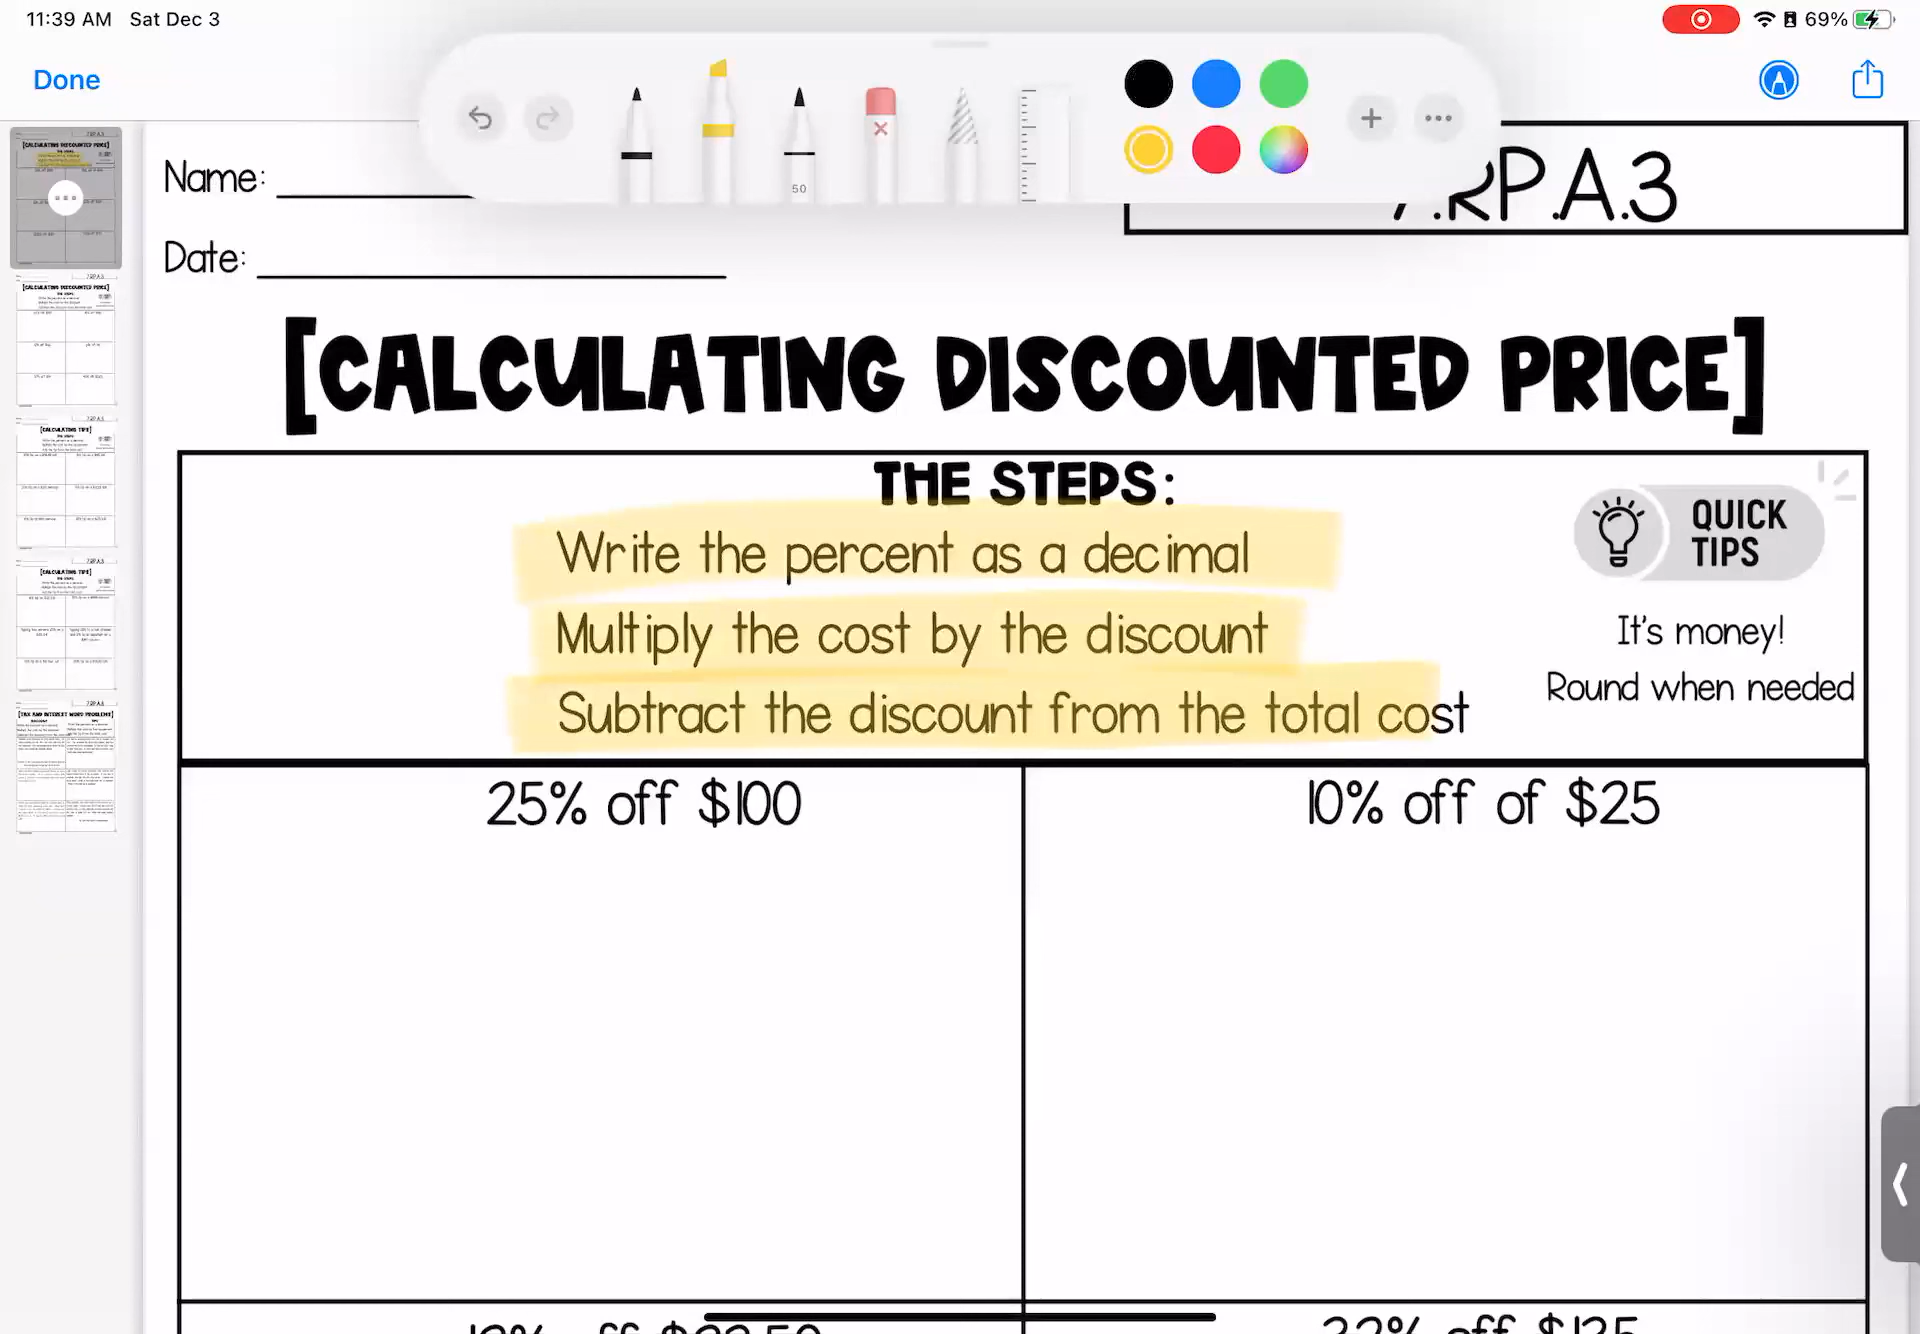 11:39 AM Sat Dec 3
69%
Done
50
Name:
.RP.A.3
Date:
[CALCULATING DISCOUNTED PRICE]
THE STEPS:
Write the percent as a decimal
Multiply the cost by the discount
Subtract the discount from the total cost
QUICK
TIPS
It's money!
Round when needed
25% off $100
10% off of $25